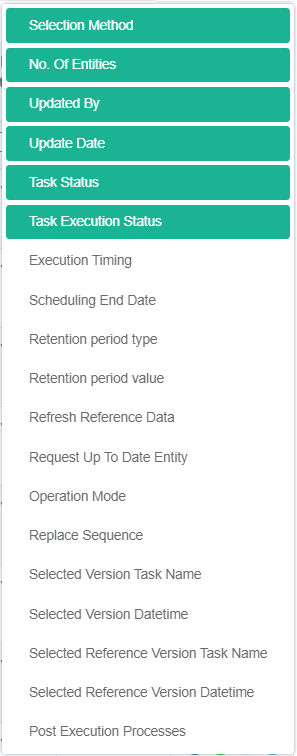 Selection Method
No. Of Entities
Updated By
Update Date
Task Status
Task Execution Status
Execution Timing
Scheduling End Date
Retention period type
Retention period value
Refresh Reference Data
Request Up To Date Entity
Operation Mode
Replace Sequence
Selected Version Task Name
Selected Version Datetime
Selected Reference Version Task Name
Selected Reference Version Datetime
Post Execution Processes